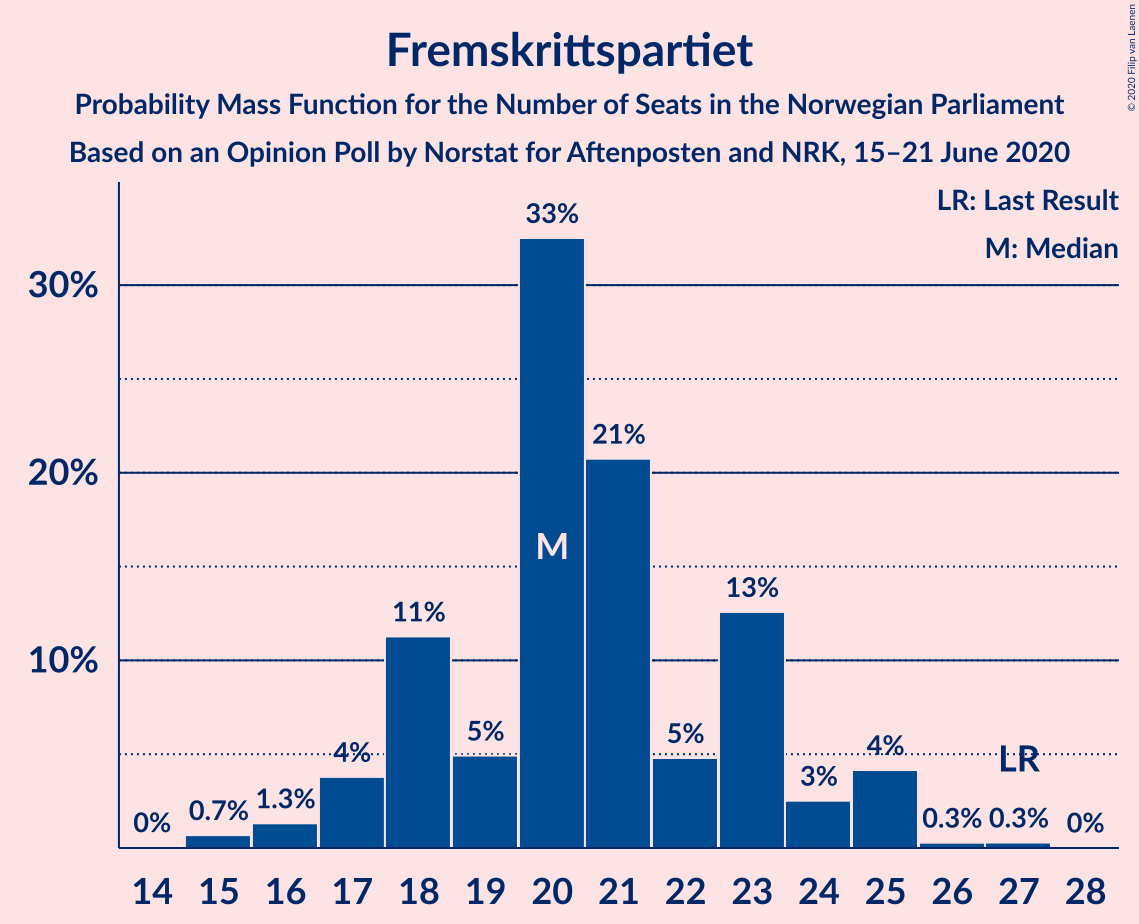 Fremskrittspartiet
Probability Mass Function for the Number of Seats in the Norwegian Parliament
Based on an Opinion Poll by Norstat for Aftenposten and NRK, 15–21 June 2020
© 2020 Filip van Laenen
LR: Last Result
M: Median
30%
20%
10%
0%
0.7%
1.3%
4%
11%
5%
33%
M
21%
5%
13%
3%
4%
0.3%
LR
0.3%
0%
14 15 16 17 18 19 20 21 22 23 24 25 26 27 28